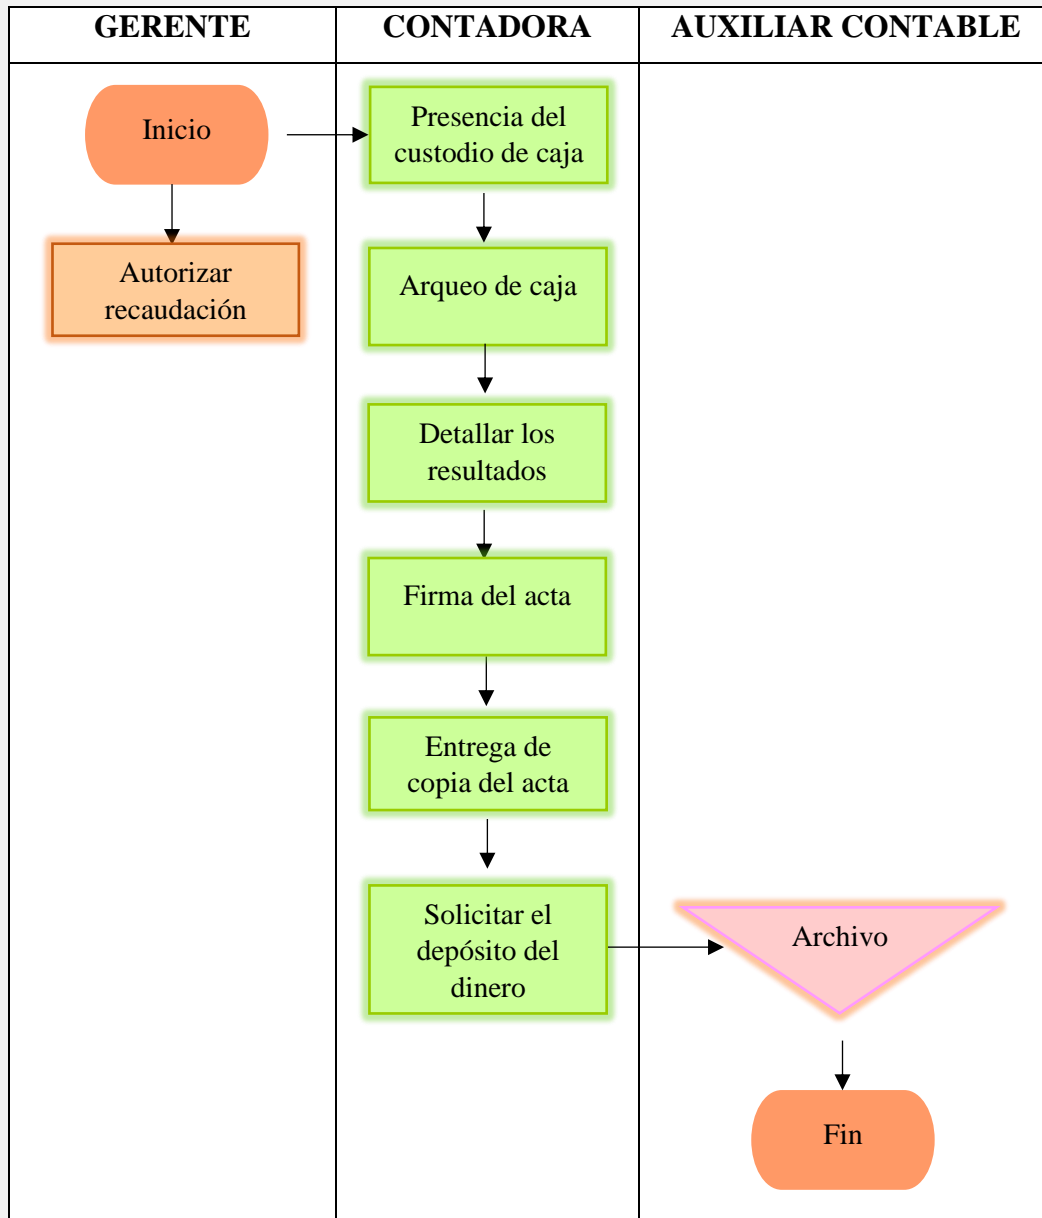 GERENTE
CONTADORA
AUXILIAR CONTABLE
Inicio
Autorizar
recaudación
Presencia del
custodio de caja
Arqueo de caja
Detallar los
resultados
Firma del acta
Entrega de
copia del acta
Solicitar el
depósito del
dinero
Archivo
Fin